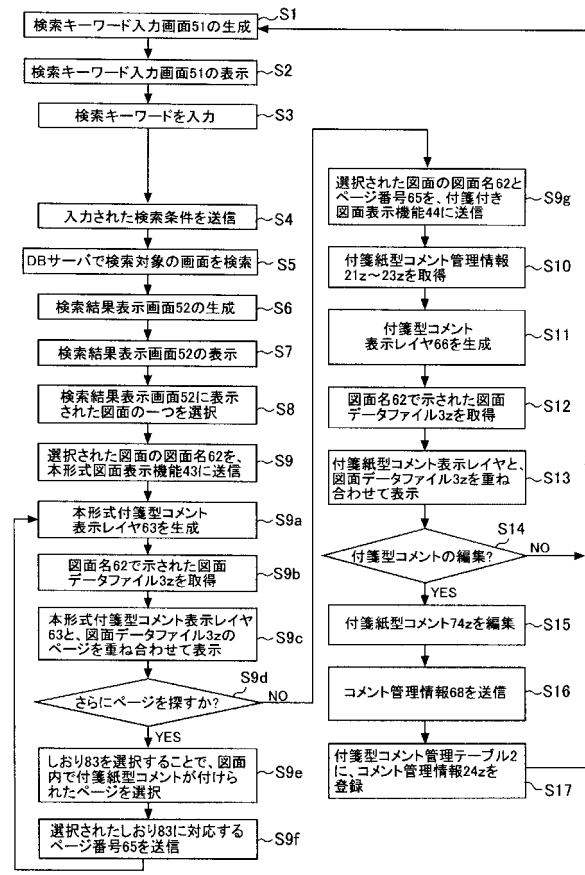 検索キーワード入力画面51の生成
S1
検索キーワード入力画面51の表示
S2
検索キーワードを入力
S3
入力された検索条件を送信
S4
DBサーバで検索対象の画面を検索
S5
検索結果表示画面52の生成
S6
検索結果表示画面52の表示
S7
検索結果表示画面52に表示
された図面の一つを選択
S8
選択された図面の図面名62を、
本形式図面表示機能43に送信
S9
本形式付箋型コメント
表示レイヤ63を生成
S9a
図面名62で示された図面
データファイル3zを取得
S9b
本形式付箋型コメント表示レイヤ
63と、図面データファイル3zの
ページを重ね合わせて表示
S9c
さらにページを探すか?
S9d
NO
YES
しおり83を選択することで、図面
内で付箋紙型コメントが付けら
れたページを選択
S9e
選択されたしおり83に対応する
ページ番号65を送信
S9f
選択された図面の図面名62と
ページ番号65を、付箋付き
図面表示機能44に送信
S9g
付箋紙型コメント管理情報
21z～23zを取得
S10
付箋型コメント
表示レイヤ66を生成
S11
図面名62で示された図面
データファイル3zを取得
S12
付箋紙型コメント表示レイヤと、
図面データファイル3zを重ね
合わせて表示
S13
付箋型コメントの編集?
S14
NO
YES
付箋紙型コメント74zを編集
S15
コメント管理情報68を送信
S16
付箋型コメント管理テーブル2
に、コメント管理情報24zを
登録
S17